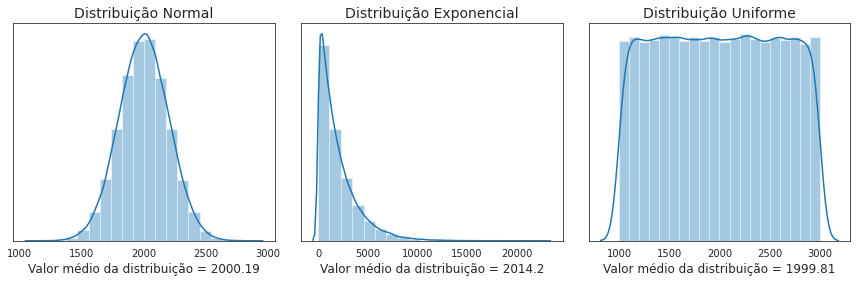 Distribuição Normal
1000 1500 2000 2500 3000
Valor médio da distribuição = 2000.19
Distribuição Exponencial
0 5000 10000 15000 20000
Valor médio da distribuição = 2014.2
Distribuição Uniforme
1000 1500 2000 2500 3000
Valor médio da distribuição = 1999.81